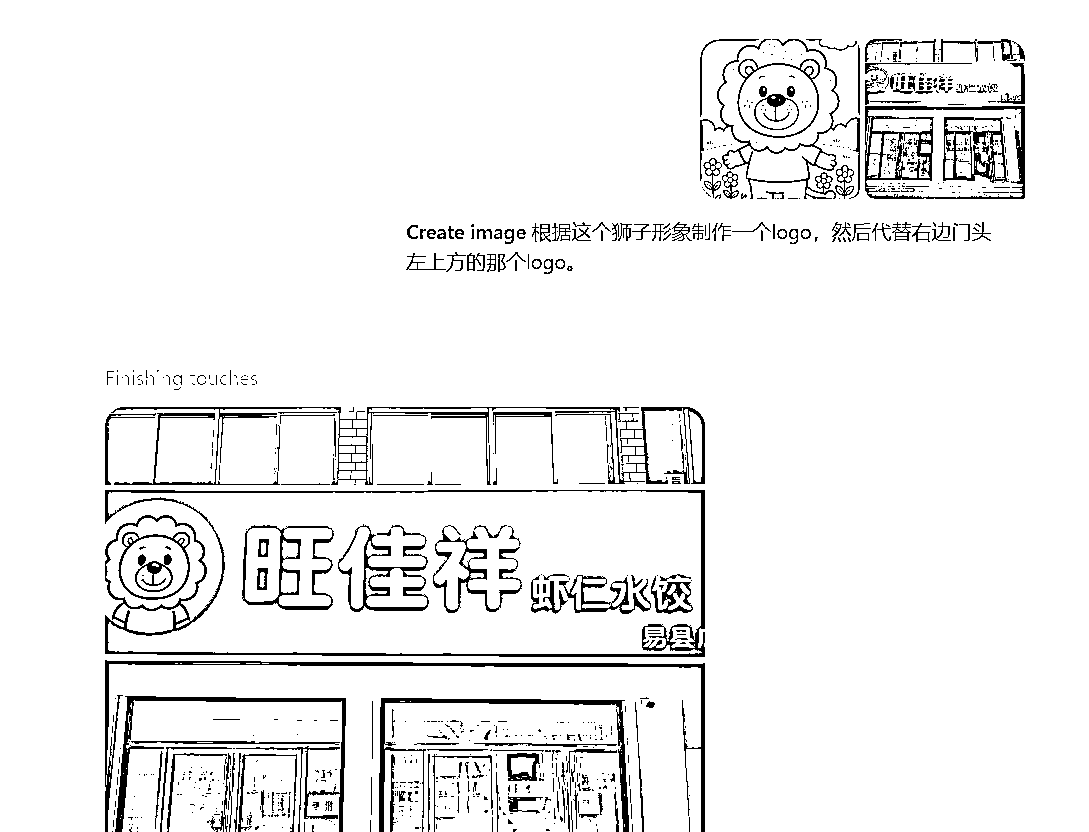 旺佳祥
Create image 根据这个狮子形象制作一个logo，然后代替右边门头
左上方的那个logo。
Finishing touches
旺佳祥 虾仁水饺
易县